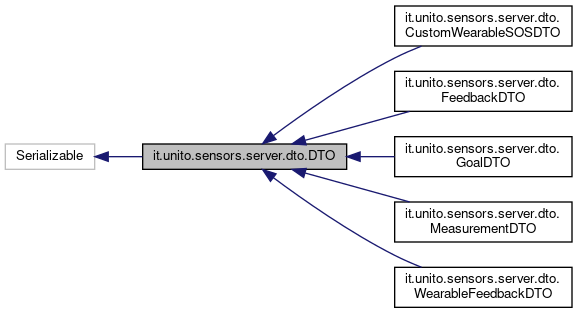 it.unito.sensors.server.dto.
CustomWearableSOSDTO
it.unito.sensors.server.dto.
FeedbackDTO
Serializable
it.unito.sensors.server.dto.DTO
it.unito.sensors.server.dto.
GoalDTO
it.unito.sensors.server.dto.
MeasurementDTO
it.unito.sensors.server.dto.
WearableFeedbackDTO